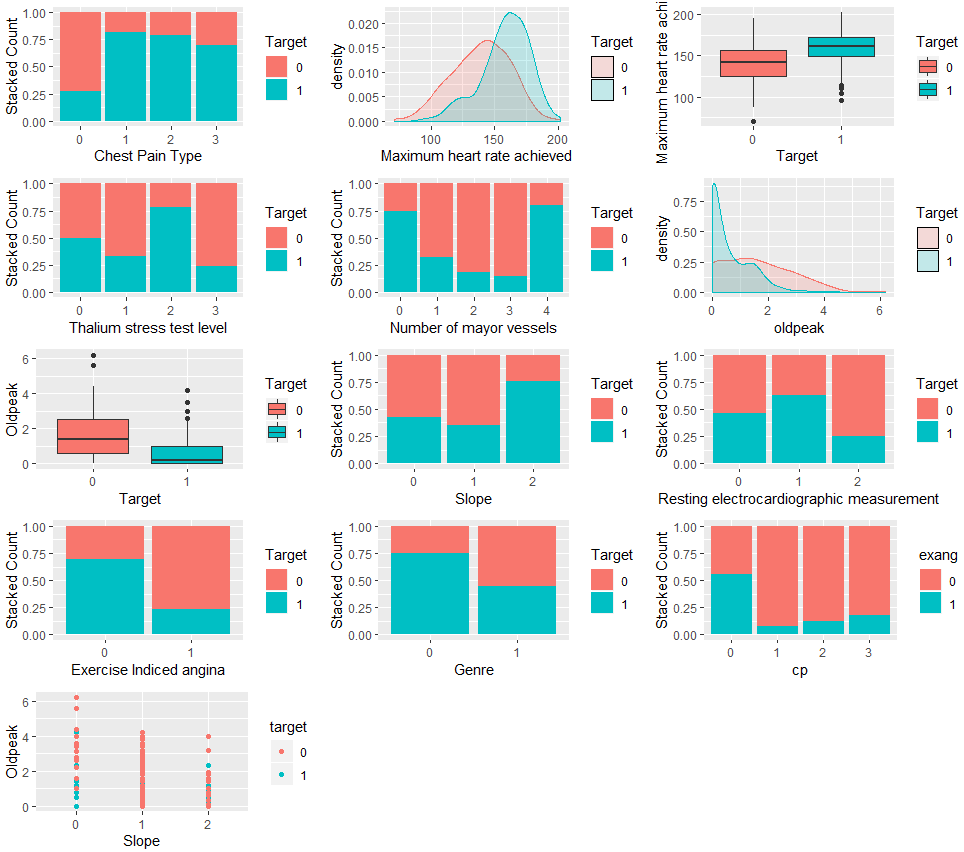 Stacked Count
1.00
0.75
0.50
0.25
0.00
0 1 2 3
Chest Pain Type
Target
0
1
density
0.020
0.015
0.010
0.005
0.000
100 150 200
Maximum heart rate achieved
Target
0
1
Maximum heart rate achi
200
150
100
0 1
Target
Target
0
1
Stacked Count
1.00
0.75
0.50
0.25
0.00
0 1 2 3
Thalium stress test level
Target
0
1
Stacked Count
1.00
0.75
0.50
0.25
0.00
0 1 2 3 4
Number of mayor vessels
Target
0
1
density
0.75
0.50
0.25
0.00
0 2 4 6
oldpeak
Target
0
1
Oldpeak
6
4
2
0
0 1
Target
Target
0
1
Stacked Count
1.00
0.75
0.50
0.25
0.00
0 1 2
Slope
Target
0
1
Stacked Count
1.00
0.75
0.50
0.25
0.00
0 1 2
Resting electrocardiographic measurement
Target
0
1
Stacked Count
1.00
0.75
0.50
0.25
0.00
0 1
Exercise Indiced angina
Target
0
1
Stacked Count
1.00
0.75
0.50
0.25
0.00
0 1
Genre
Target
0
1
Stacked Count
1.00
0.75
0.50
0.25
0.00
0 1 2 3
cp
exang
0
1
Oldpeak
6
4
2
0
0 1 2
Slope
target
0
1